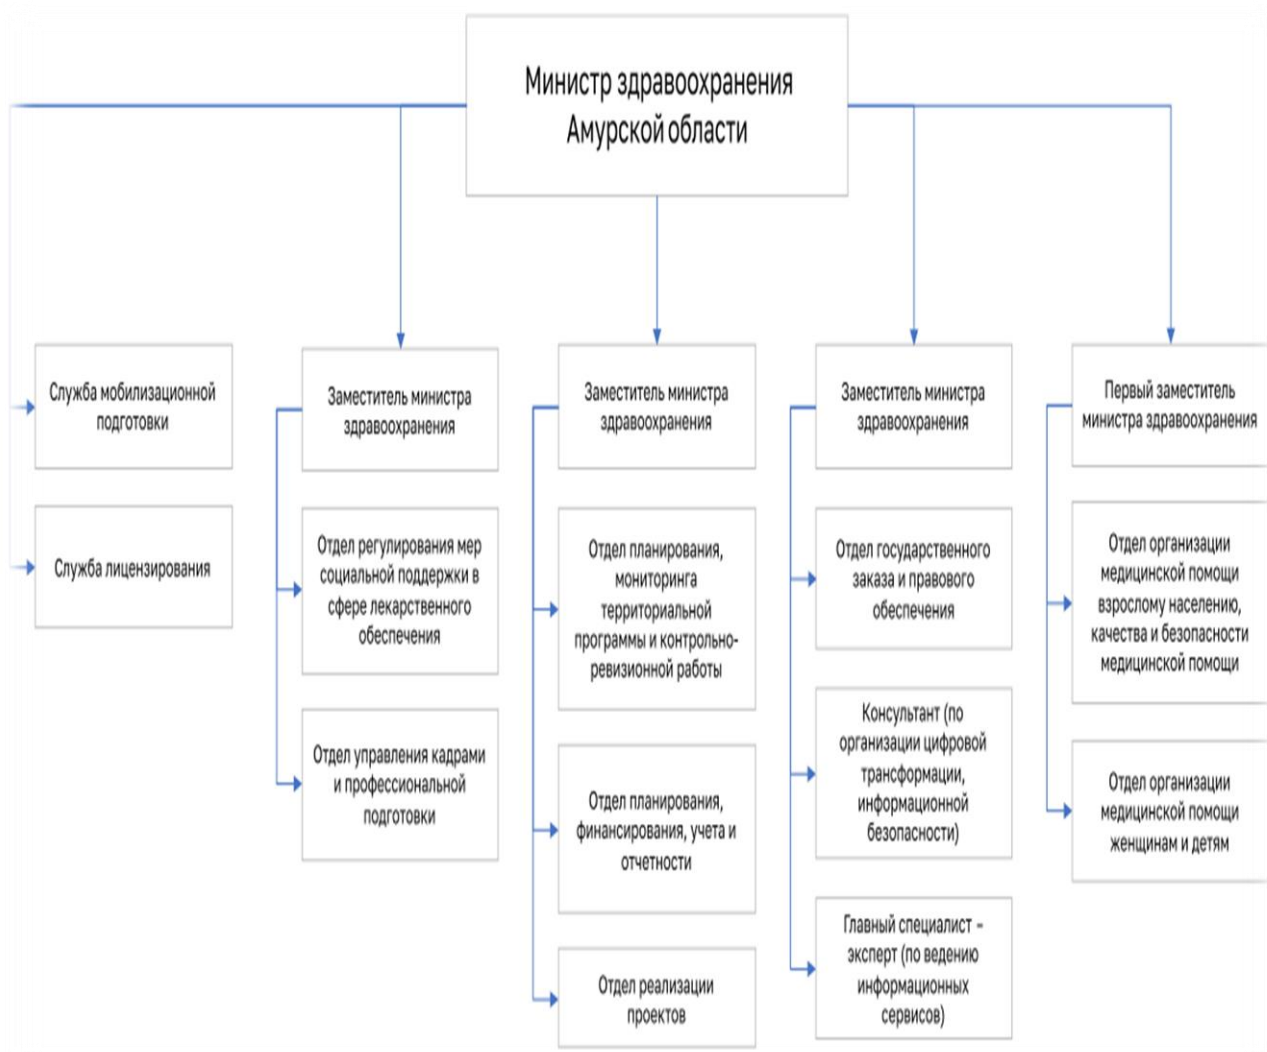 Министр здравоохранения
Амурской области
Служба мобилизационной
подготовки
Служба лицензирования
Заместитель министра
здравоохранения
Отдел регулирования мер
социальной поддержки в
сфере лекарственного
обеспечения
Отдел управления кадрами
и профессиональной
подготовки
Заместитель министра
здравоохранения
Отдел планирования,
мониторинга
территориальной
программы и контрольно-
ревизионной работы
Отдел планирования,
финансирования, учета и
отчетности
Отдел реализации
проектов
Заместитель министра
здравоохранения
Отдел государственного
заказа и правового
обеспечения
Консультант (по
организации цифровой
трансформации,
информационной
безопасности)
Главный специалист –
эксперт (по ведению
информационных
сервисов)
Первый заместитель
министра здравоохранения
Отдел организации
медицинской помощи
взрослому населению,
качества и безопасности
медицинской помощи
Отдел организации
медицинской помощи
женщинам и детям